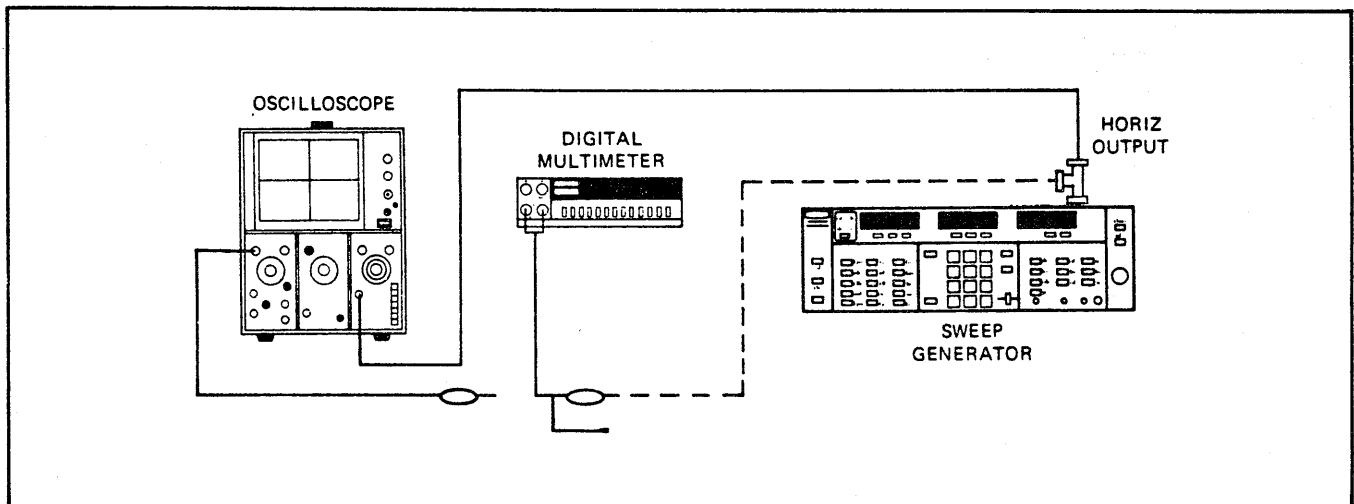 OSCILLOSCOPE
DIGITAL
MULTIMETER
HORIZ
OUTPUT
SWEEP
GENERATOR